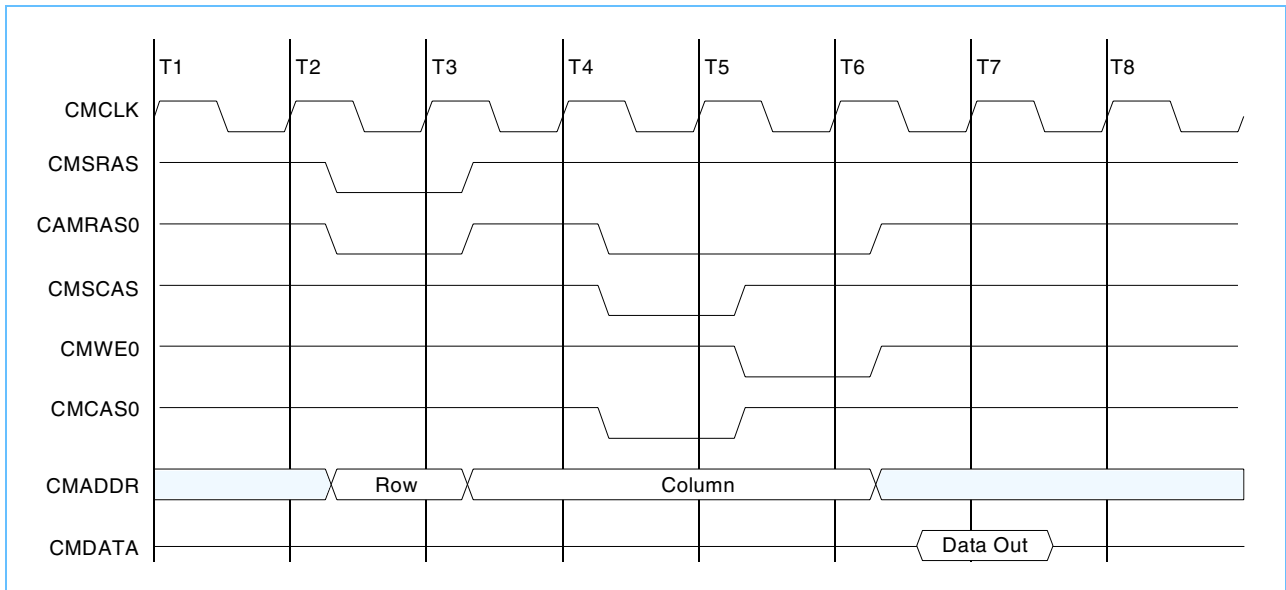 T1 T2 T3 T4 T5 T6 T7 T8
CMCLK
CMSRAS
CAMRAS0
CMSCAS
CMWE0
CMCAS0
CMADDR Row Column
CMDATA Data Out